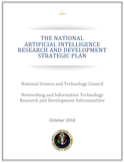 THE NATIONAL
ARTIFICIAL INTELLIGENCE
RESEARCH AND DEVELOPMENT
STRATEGIC PLAN
National Science and Technology Council
Networking and Information Technology
Research and Development Subcommittee
October 2016